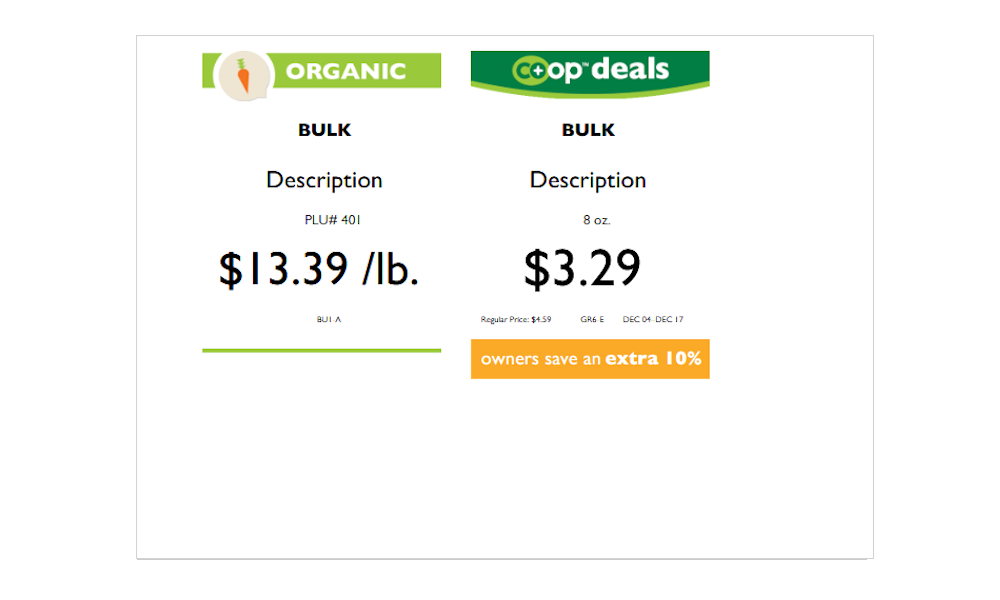 ORGANIC
BULK
Description
PLU# 401
$13.39 /lb.
BU1-A
co+op™ deals
BULK
Description
8 oz.
$3.29
Regular Price: $4.59 GR6-E DEC 04-DEC 17
owners save an extra 10%